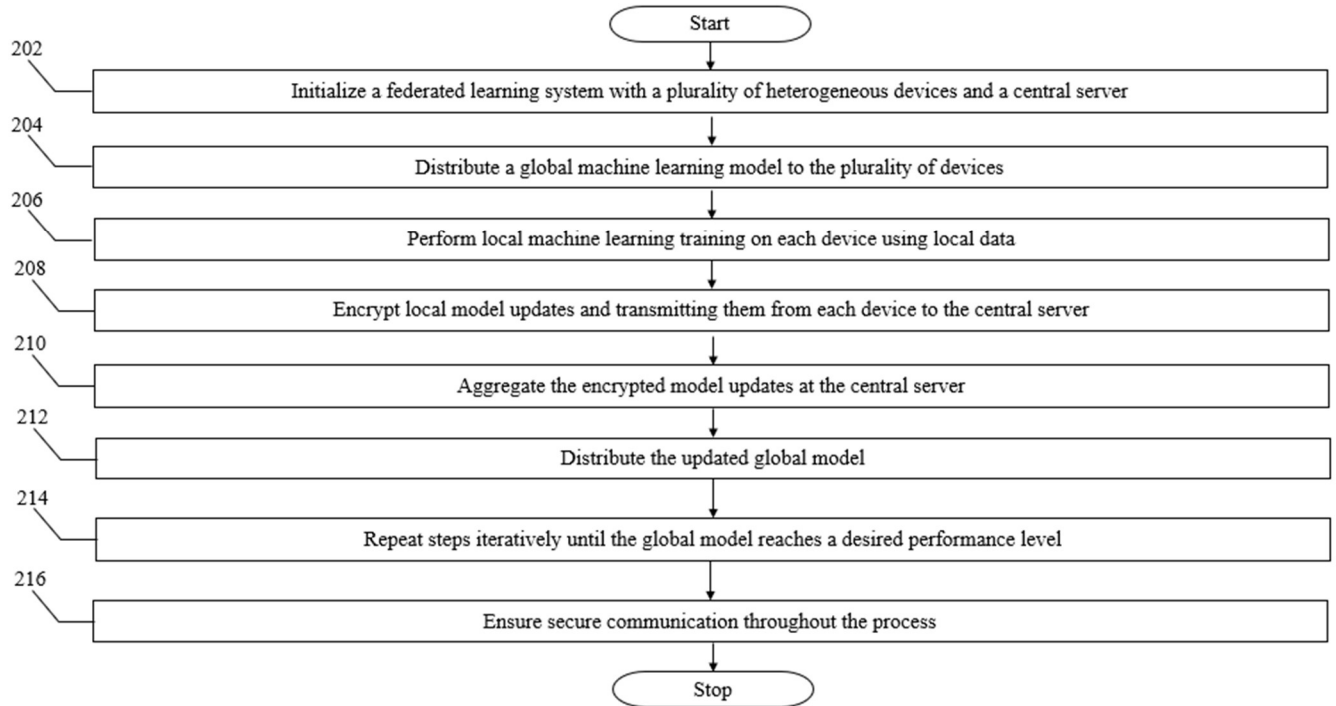 Start
202
Initialize a federated learning system with a plurality of heterogeneous devices and a central server
204
Distribute a global machine learning model to the plurality of devices
206
Perform local machine learning training on each device using local data
208
Encrypt local model updates and transmitting them from each device to the central server
210
Aggregate the encrypted model updates at the central server
212
Distribute the updated global model
214
Repeat steps iteratively until the global model reaches a desired performance level
216
Ensure secure communication throughout the process
Stop